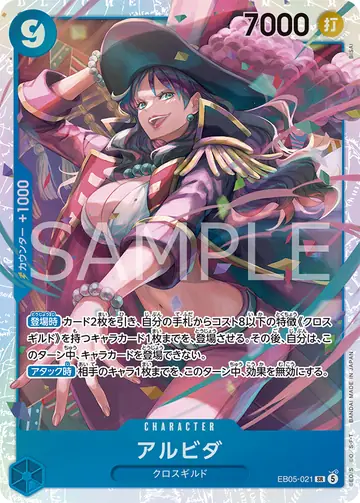 9
7000
打
カウンター +1000
SAMPLE
登場時 カード2枚を引き、自分の手札からコスト8以下の特徴《クロス
ギルド》を持つキャラカード1枚までを、登場させる。その後、自分は、こ
のターン中、キャラカードを登場できない。
アタック時 相手のキャラ1枚までを、このターン中、効果を無効にする。
CHARACTER
アルビダ
クロスギルド
EB05-021 SR 5